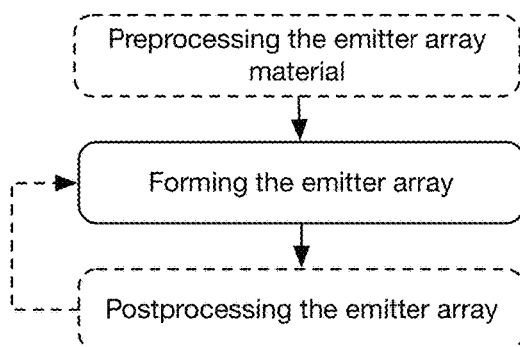 Preprocessing the emitter array
material
Forming the emitter array
Postprocessing the emitter array